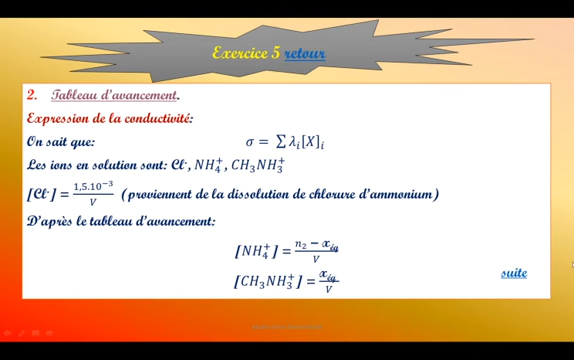 Exercice 5 retour
2. Tableau d'avancement.
Expression de la conductivité:
On sait que: σ = ∑ λᵢ[X]ᵢ
Les ions en solution sont: Cl⁻, NH₄⁺, CH₃NH₃⁺
[Cl⁻] = 1,5.10⁻³/V (proviennent de la dissolution de chlorure d'ammonium)
D'après le tableau d'avancement:
[NH₄⁺] = (n₂ − xéq)/V
[CH₃NH₃⁺] = xéq/V
suite